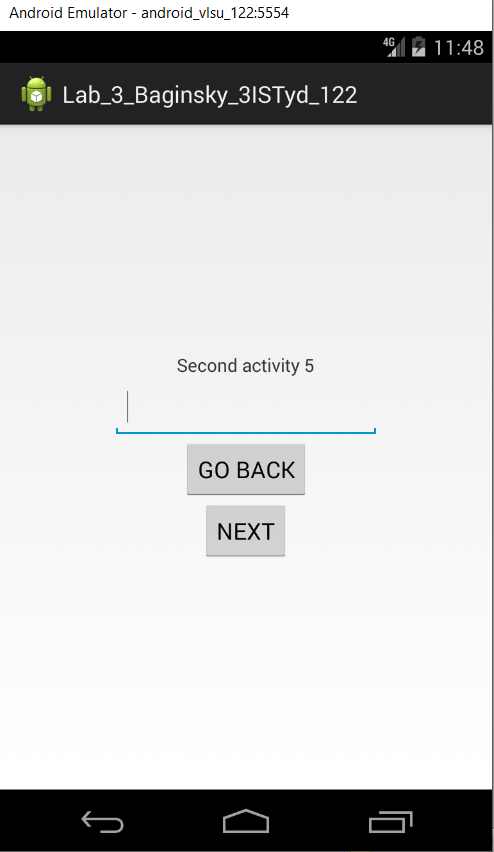 Android Emulator - android_vlsu_122:5554
4G 11:48
Lab_3_Baginsky_3ISTyd_122
Second activity 5
GO BACK
NEXT